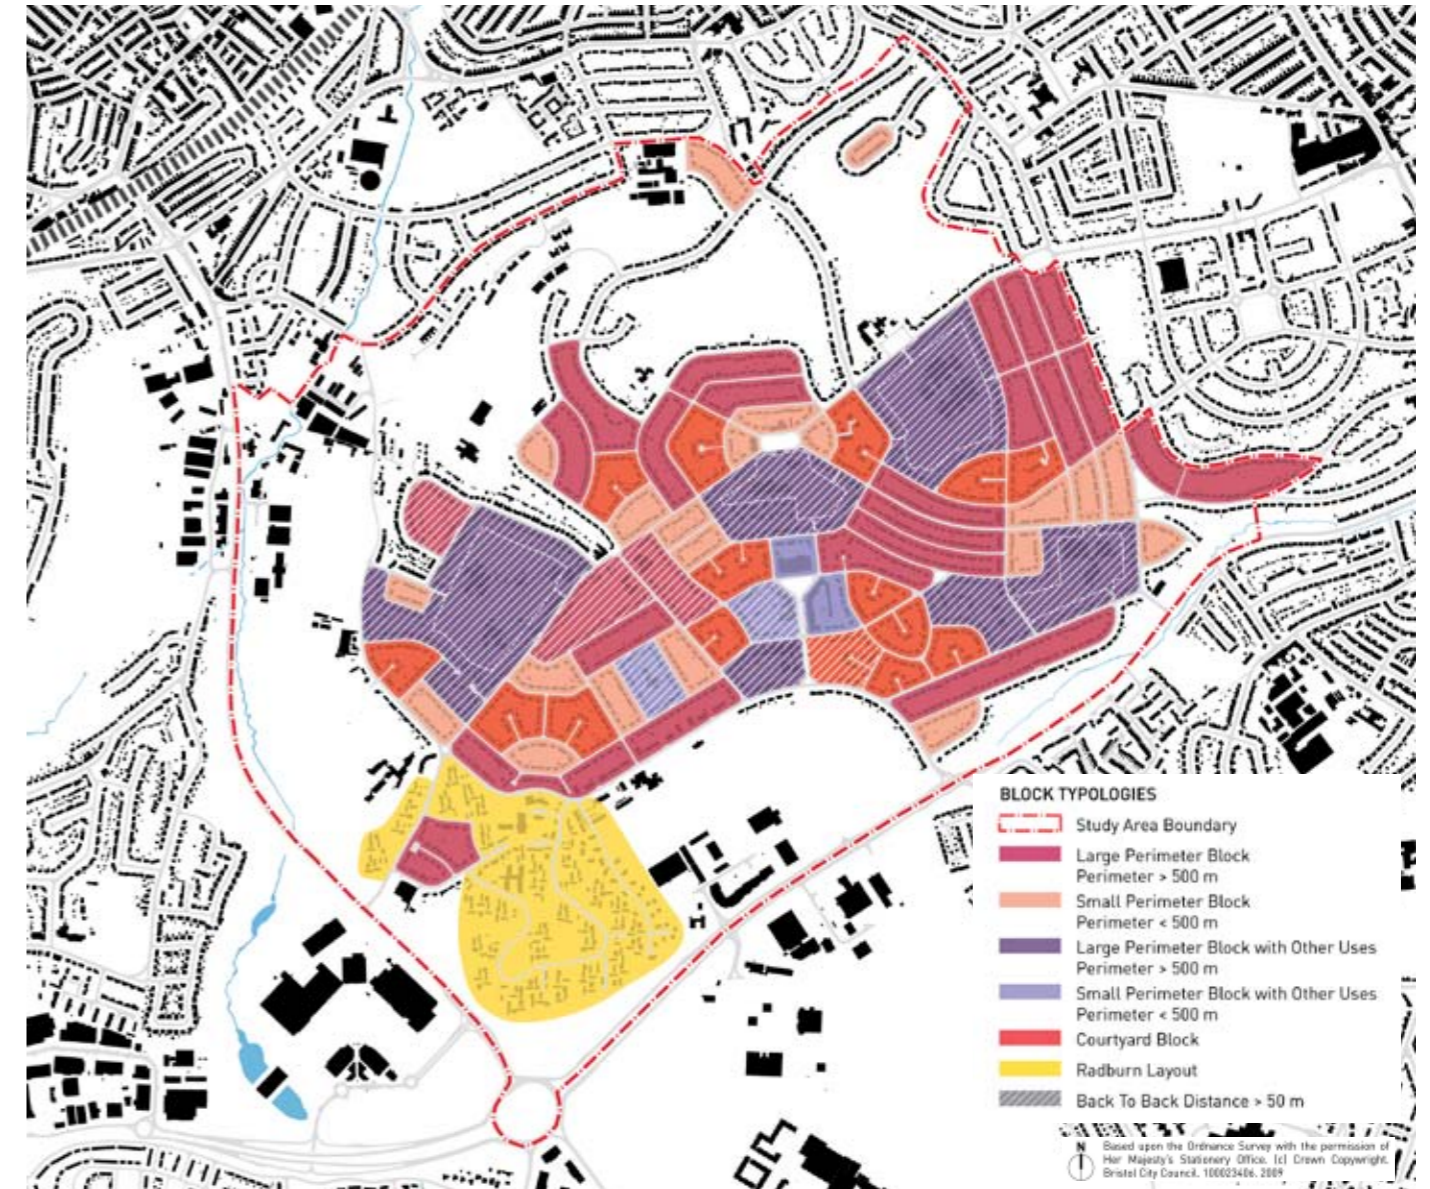 BLOCK TYPOLOGIES
Study Area Boundary
Large Perimeter Block
Perimeter > 500 m
Small Perimeter Block
Perimeter < 500 m
Large Perimeter Block with Other Uses
Perimeter > 500 m
Small Perimeter Block with Other Uses
Perimeter < 500 m
Courtyard Block
Radburn Layout
Back To Back Distance > 50 m
N
Based upon the Ordnance Survey with the permission of
Her Majesty's Stationery Office. (c) Crown Copywright.
Bristol City Council. 100023406. 2009